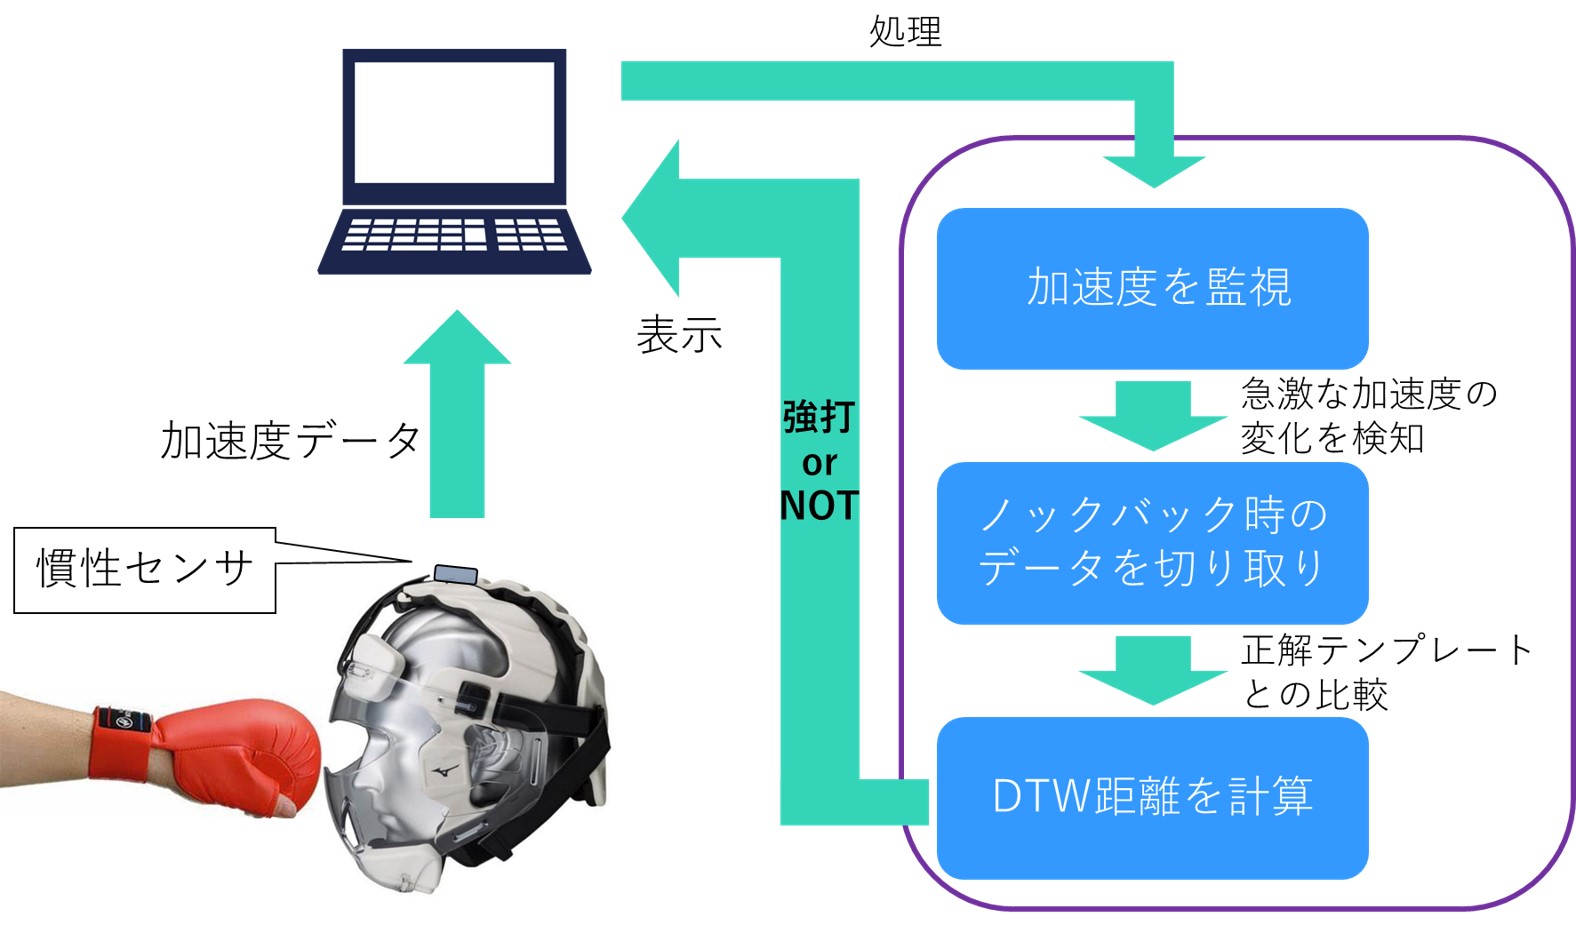 処理
加速度を監視
表示
急激な加速度の
変化を検知
強打
or
NOT
加速度データ
ノックバック時の
データを切り取り
慣性センサ
正解テンプレート
との比較
DTW距離を計算